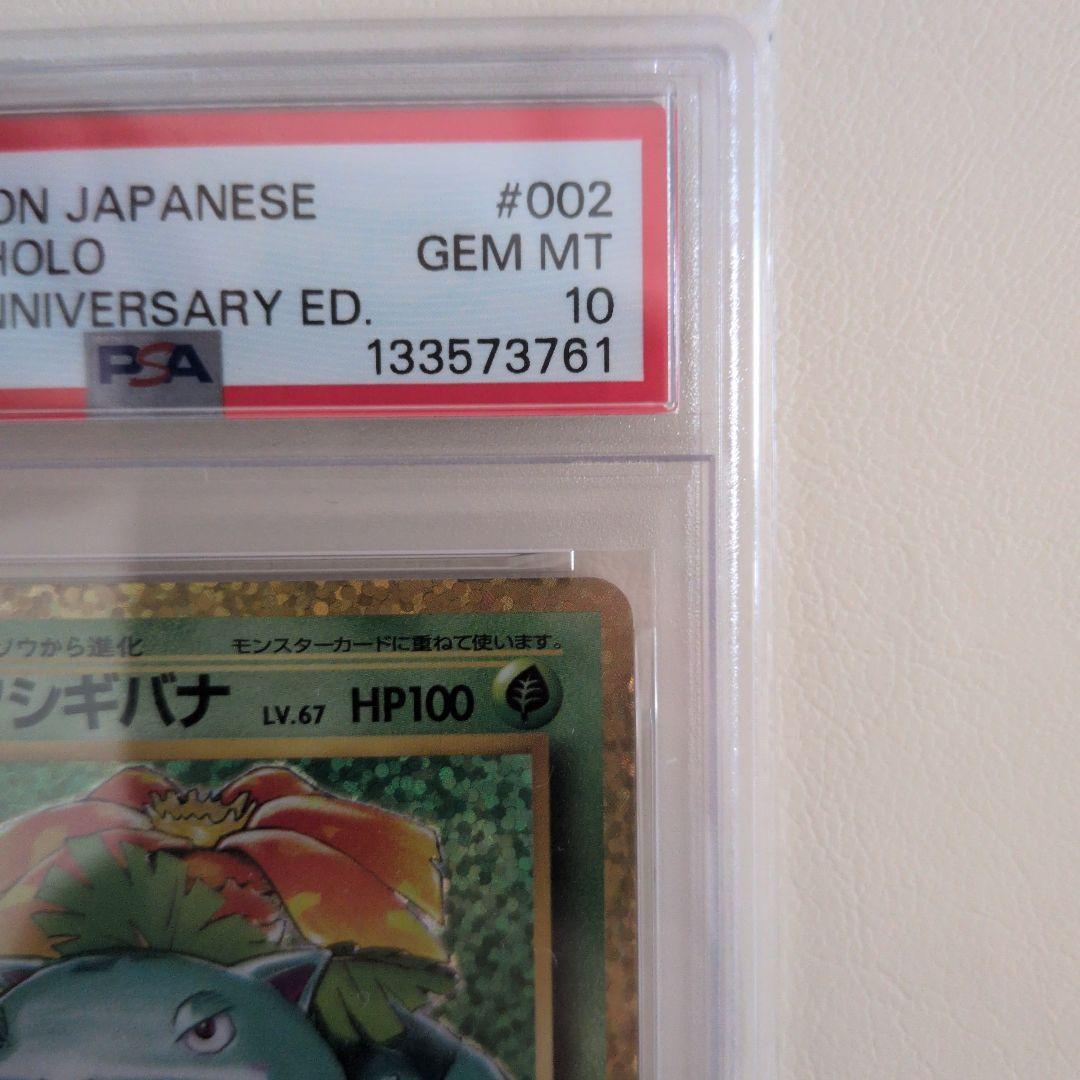 ON JAPANESE #002
HOLO GEM MT
NNIVERSARY ED. 10
PSA 133573761
ゾウから進化 モンスターカードに重ねて使います。
シギバナ LV.67 HP100